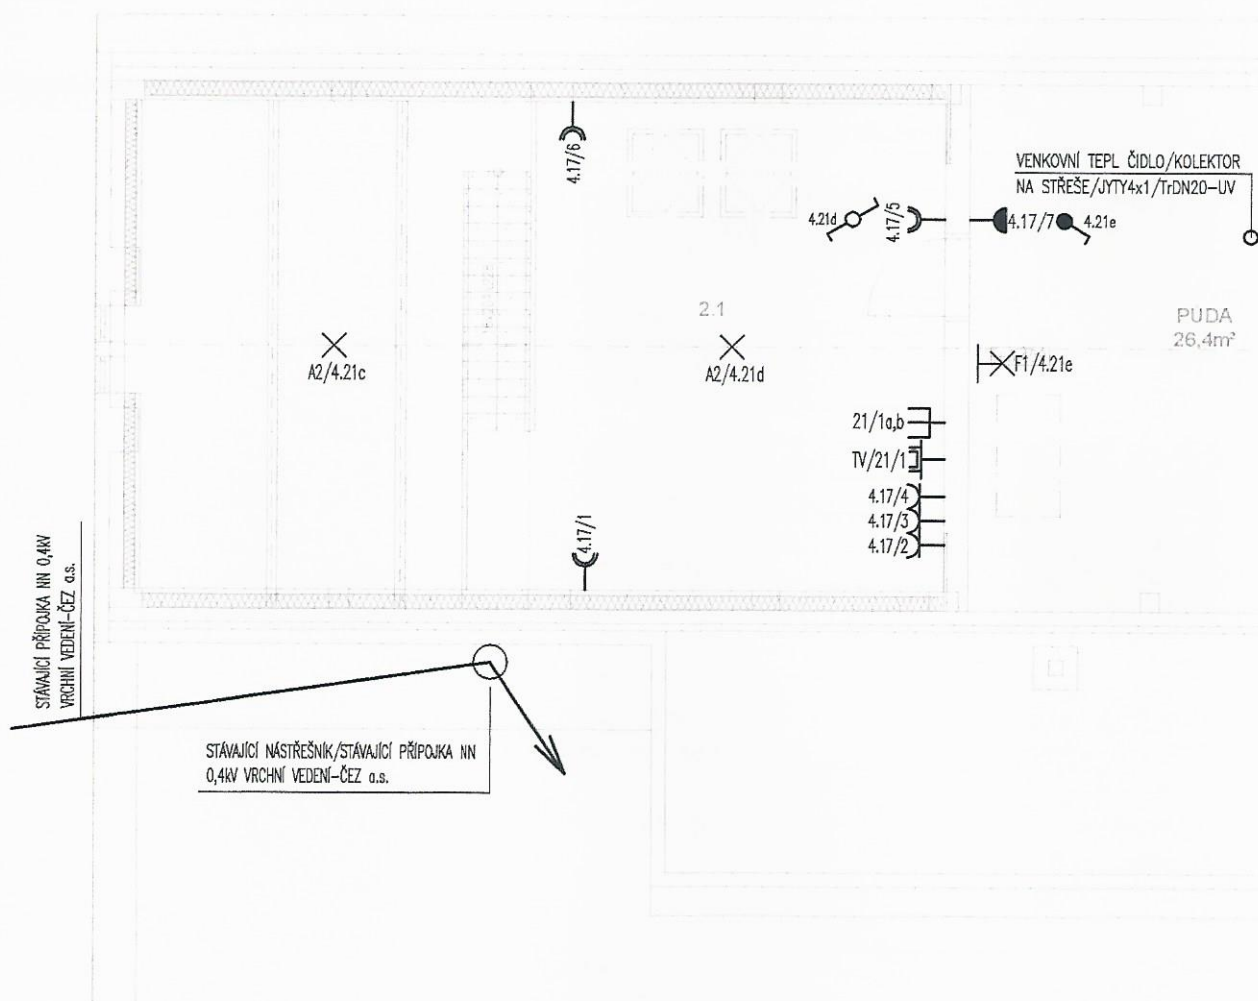 4.17/6
VENKOVNÍ TEPL ČIDLO/KOLEKTOR
NA STŘEŠE/JYTY4x1/TrDN20-UV
4.21d
4.17/5
4.17/7
4.21e
2.1
PUDA
26,4m²
A2/4.21c
A2/4.21d
F1/4.21e
21/1a,b
TV/21/1
4.17/4
4.17/3
4.17/2
4.17/1
STÁVAJÍCÍ PŘÍPOJKA NN 0,4kV
VRCHNÍ VEDENÍ-ČEZ a.s.
STÁVAJÍCÍ NÁSTŘEŠNÍK/STÁVAJÍCÍ PŘÍPOJKA NN
0,4kV VRCHNÍ VEDENÍ-ČEZ a.s.